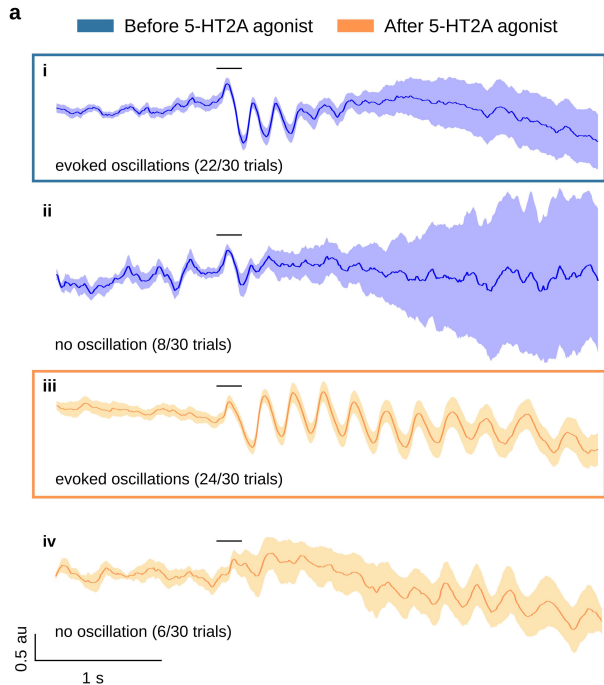 a
Before 5-HT2A agonist After 5-HT2A agonist
i
evoked oscillations (22/30 trials)
ii
no oscillation (8/30 trials)
iii
evoked oscillations (24/30 trials)
iv
no oscillation (6/30 trials)
0.5 au
1 s